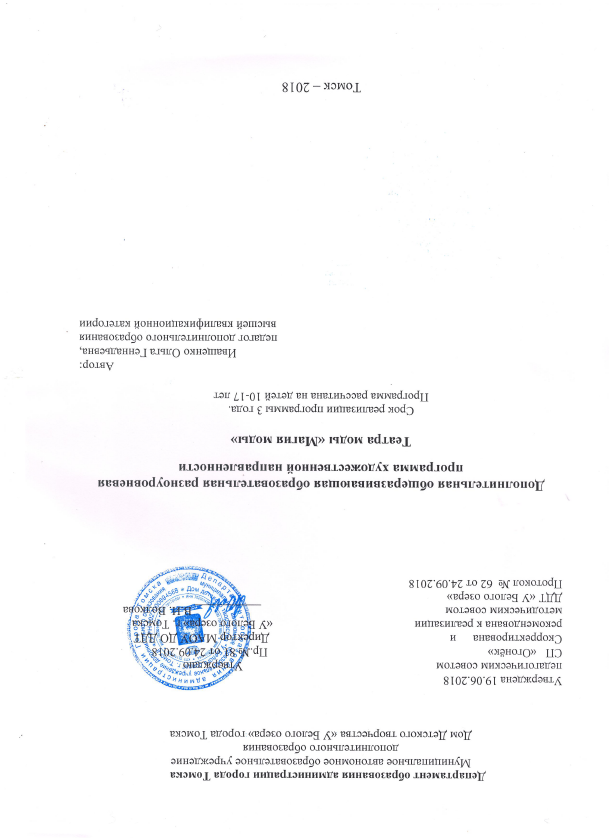 Департамент образования администрации города Томска
Муниципальное автономное образовательное учреждение
дополнительного образования
Дом Детского творчества «У Белого озера» города Томска
Утверждена 19.06.2018
педагогическим советом
СП «Огонёк»
Скорректирована и
рекомендована к реализации
методическим советом
ДДТ «У Белого озера»
Протокол № 62 от 24.09.2018
Утверждаю
Пр.№ 81 от 24.09.2018
Директор МАОУ ДО ДДТ
«У Белого озера» г. Томска
В.И. Волкова
Дополнительная общеразвивающая образовательная разноуровневая
программа художественной направленности
Театра моды «Магия моды»
Срок реализации программы 3 года.
Программа рассчитана на детей 10-17 лет
Автор:
Иващенко Ольга Геннадьевна,
педагог дополнительного образования
высшей квалификационной категории
Томск – 2018